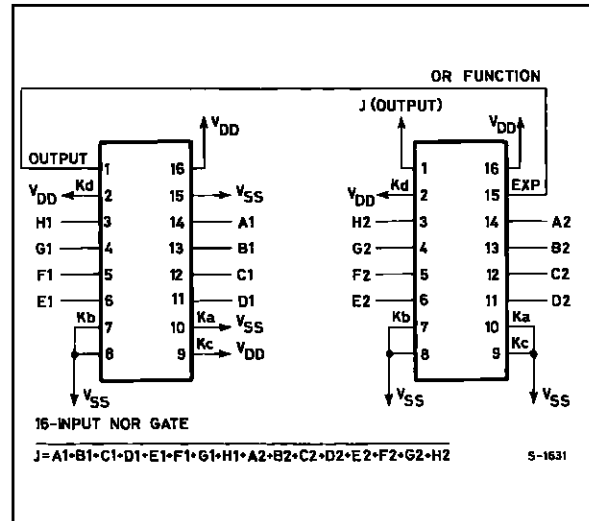 OR FUNCTION
J (OUTPUT)
VDD VDD
OUTPUT 1 16 1 16
VDD Kd 2 15 VSS VDD Kd 2 15 EXP
H1 3 14 A1 H2 3 14 A2
G1 4 13 B1 G2 4 13 B2
F1 5 12 C1 F2 5 12 C2
E1 6 11 D1 E2 6 11 D2
Kb 7 10 Ka VSS Kb 7 10 Ka
8 9 Kc VDD 8 9 Kc
VSS VSS VSS
16-INPUT NOR GATE
J=A1+B1+C1+D1+E1+F1+G1+H1+A2+B2+C2+D2+E2+F2+G2+H2 S-1631